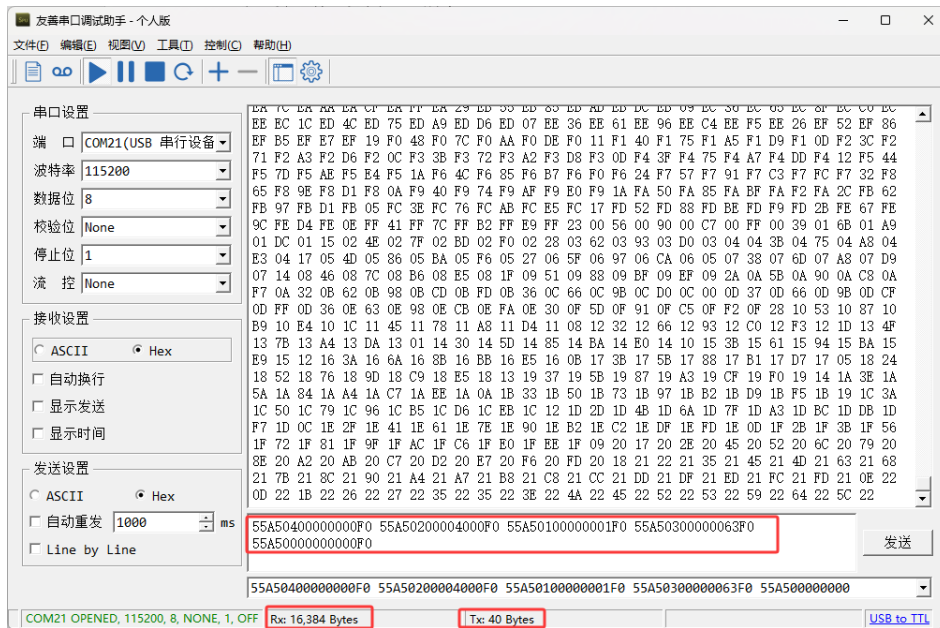 友善串口调试助手 - 个人版
文件(F) 编辑(E) 视图(V) 工具(T) 控制(C) 帮助(H)
串口设置
端 口 COM21(USB 串行设备
波特率 115200
数据位 8
校验位 None
停止位 1
流 控 None
接收设置
ASCII Hex
自动换行
显示发送
显示时间
发送设置
ASCII Hex
自动重发 1000 ms
Line by Line
EA 7C EA AA EA CF EA FF EA 29 EB 55 EB 85 EB AD EB DC EB 09 EC 36 EC 65 EC 8F EC C0 EC
EE EC 1C ED 4C ED 75 ED A9 ED D6 ED 07 EE 36 EE 61 EE 96 EE C4 EE F5 EE 26 EF 52 EF 86
EF B5 EF E7 EF 19 F0 48 F0 7C F0 AA F0 DE F0 11 F1 40 F1 75 F1 A5 F1 D9 F1 0D F2 3C F2
71 F2 A3 F2 D6 F2 0C F3 3B F3 72 F3 A2 F3 D8 F3 0D F4 3F F4 75 F4 A7 F4 DD F4 12 F5 44
F5 7D F5 AE F5 E4 F5 1A F6 4C F6 85 F6 B7 F6 F0 F6 24 F7 57 F7 91 F7 C3 F7 FC F7 32 F8
65 F8 9E F8 D1 F8 0A F9 40 F9 74 F9 AF F9 E0 F9 1A FA 50 FA 85 FA BF FA F2 FA 2C FB 62
FB 97 FB D1 FB 05 FC 3E FC 76 FC AB FC E5 FC 17 FD 52 FD 88 FD BE FD F9 FD 2B FE 67 FE
9C FE D4 FE 0E FF 41 FF 7C FF B2 FF E9 FF 23 00 56 00 90 00 C7 00 FF 00 39 01 6B 01 A9
01 DC 01 15 02 4E 02 7F 02 BD 02 F0 02 28 03 62 03 93 03 D0 03 04 04 3B 04 75 04 A8 04
E3 04 17 05 4D 05 86 05 BA 05 F6 05 27 06 5F 06 97 06 CA 06 05 07 38 07 6D 07 A8 07 D9
07 14 08 46 08 7C 08 B6 08 E5 08 1F 09 51 09 88 09 BF 09 EF 09 2A 0A 5B 0A 90 0A C8 0A
F7 0A 32 0B 62 0B 98 0B CD 0B FD 0B 36 0C 66 0C 9B 0C D0 0C 00 0D 37 0D 66 0D 9B 0D CF
0D FF 0D 36 0E 63 0E 98 0E CB 0E FA 0E 30 0F 5D 0F 91 0F C5 0F F2 0F 28 10 53 10 87 10
B9 10 E4 10 1C 11 45 11 78 11 A8 11 D4 11 08 12 32 12 66 12 93 12 C0 12 F3 12 1D 13 4F
13 7B 13 A4 13 DA 13 01 14 30 14 5D 14 85 14 BA 14 E0 14 10 15 3B 15 61 15 94 15 BA 15
E9 15 12 16 3A 16 6A 16 8B 16 BB 16 E5 16 0B 17 3B 17 5B 17 88 17 B1 17 D7 17 05 18 24
18 52 18 76 18 9D 18 C9 18 E5 18 13 19 37 19 5B 19 87 19 A3 19 CF 19 F0 19 14 1A 3E 1A
5A 1A 84 1A A4 1A C7 1A EE 1A 0A 1B 33 1B 50 1B 73 1B 97 1B B2 1B D9 1B F5 1B 19 1C 3A
1C 50 1C 79 1C 96 1C B5 1C D6 1C EB 1C 12 1D 2D 1D 4B 1D 6A 1D 7F 1D A3 1D BC 1D DB 1D
F7 1D 0C 1E 2F 1E 41 1E 61 1E 7E 1E 90 1E B2 1E C2 1E DF 1E FD 1E 0D 1F 2B 1F 3B 1F 56
1F 72 1F 81 1F 9F 1F AC 1F C6 1F E0 1F EE 1F 09 20 17 20 2E 20 45 20 52 20 6C 20 79 20
8E 20 A2 20 AB 20 C7 20 D2 20 E7 20 F6 20 FD 20 18 21 22 21 35 21 45 21 4D 21 63 21 68
21 7B 21 8C 21 90 21 A4 21 A7 21 B8 21 C8 21 CC 21 DD 21 DF 21 ED 21 FC 21 FD 21 0E 22
0D 22 1B 22 26 22 27 22 35 22 35 22 3E 22 4A 22 45 22 52 22 53 22 59 22 64 22 5C 22
55A50400000000F0 55A50200004000F0 55A50100000001F0 55A50300000063F0
55A50000000000F0
发送
55A50400000000F0 55A50200004000F0 55A50100000001F0 55A50300000063F0 55A500000000
COM21 OPENED, 115200, 8, NONE, 1, OFF Rx: 16,384 Bytes Tx: 40 Bytes USB to TTL